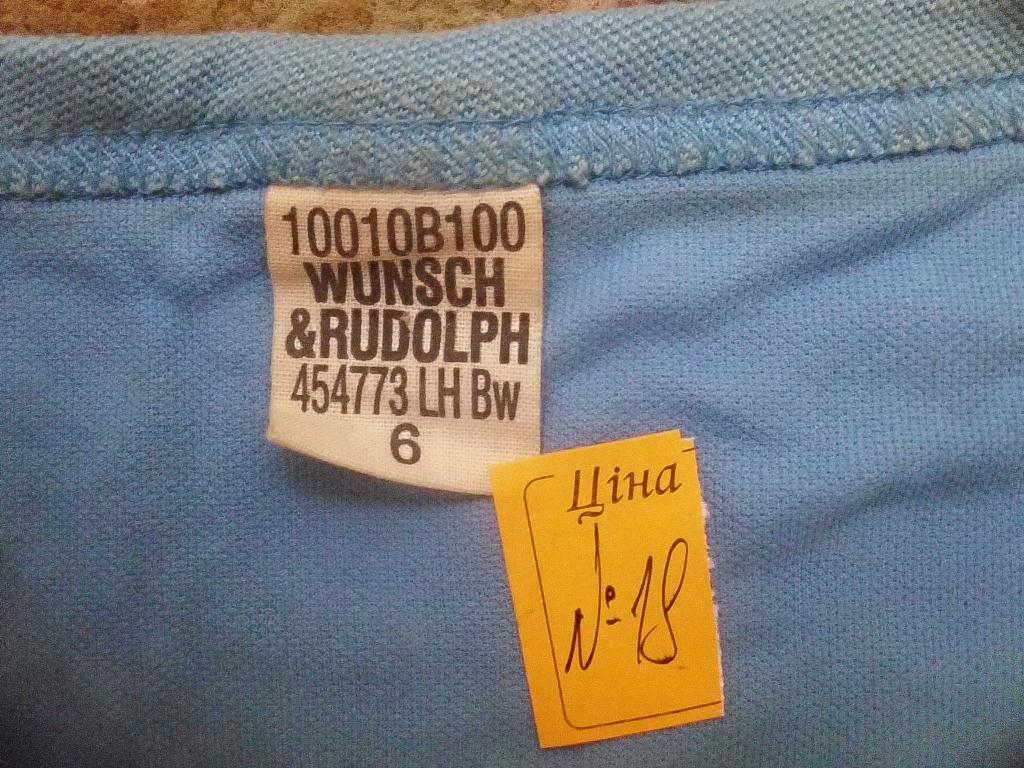 10010B100
WUNSCH
&RUDOLPH
454773 LH BW
6
Ціна
№ 18